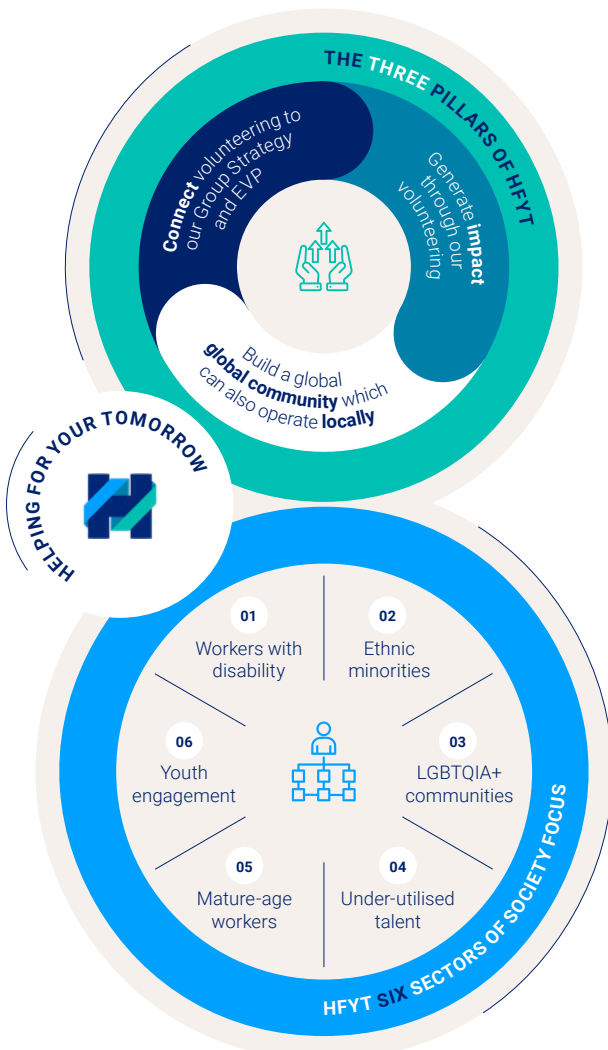 THE THREE PILLARS OF HFYT
Connect volunteering to
our Group Strategy
and EVP
Generate impact
through our
volunteering
Build a global
global community which
can also operate locally
HELPING FOR YOUR TOMORROW
01
Workers with
disability
02
Ethnic
minorities
03
LGBTQIA+
communities
04
Under-utilised
talent
05
Mature-age
workers
06
Youth
engagement
HFYT SIX SECTORS OF SOCIETY FOCUS